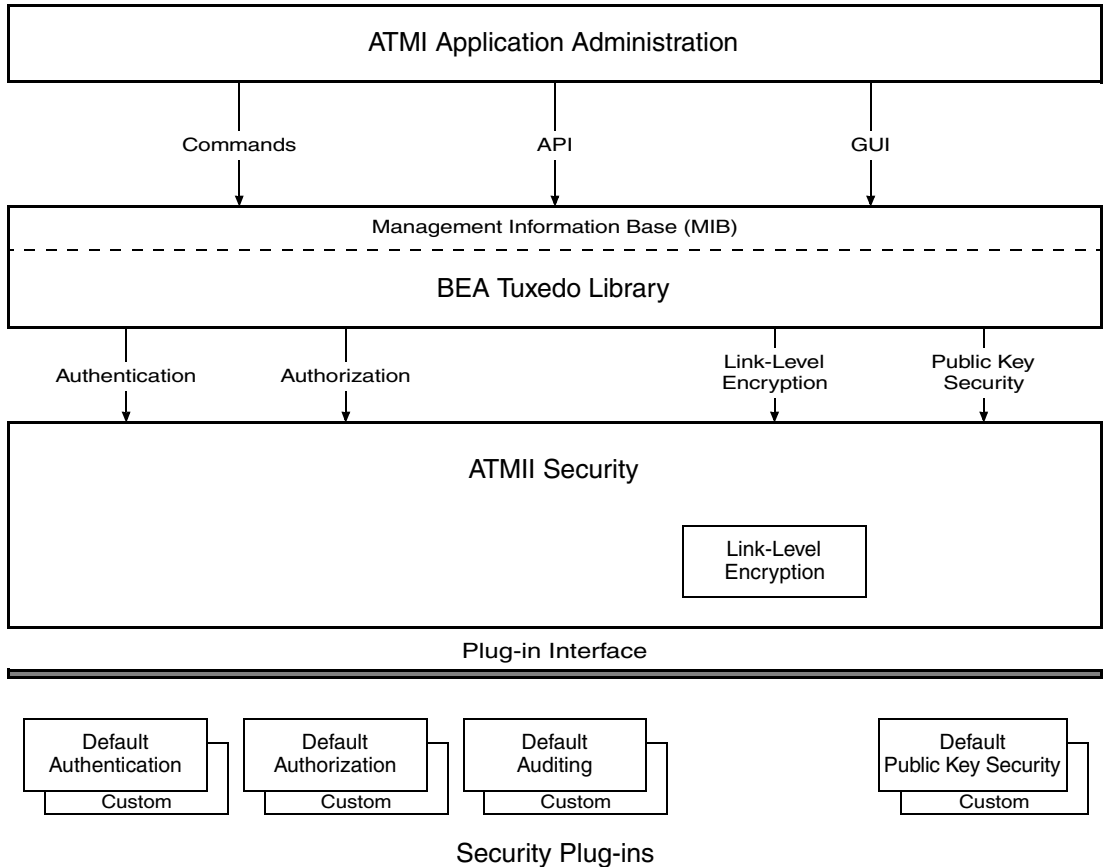 ATMI Application Administration
Commands
API
GUI
Management Information Base (MIB)
BEA Tuxedo Library
Authentication
Authorization
Link-Level
Encryption
Public Key
Security
ATMII Security
Link-Level
Encryption
Plug-in Interface
Default
Authentication
Custom
Default
Authorization
Custom
Default
Auditing
Custom
Default
Public Key Security
Custom
Security Plug-ins